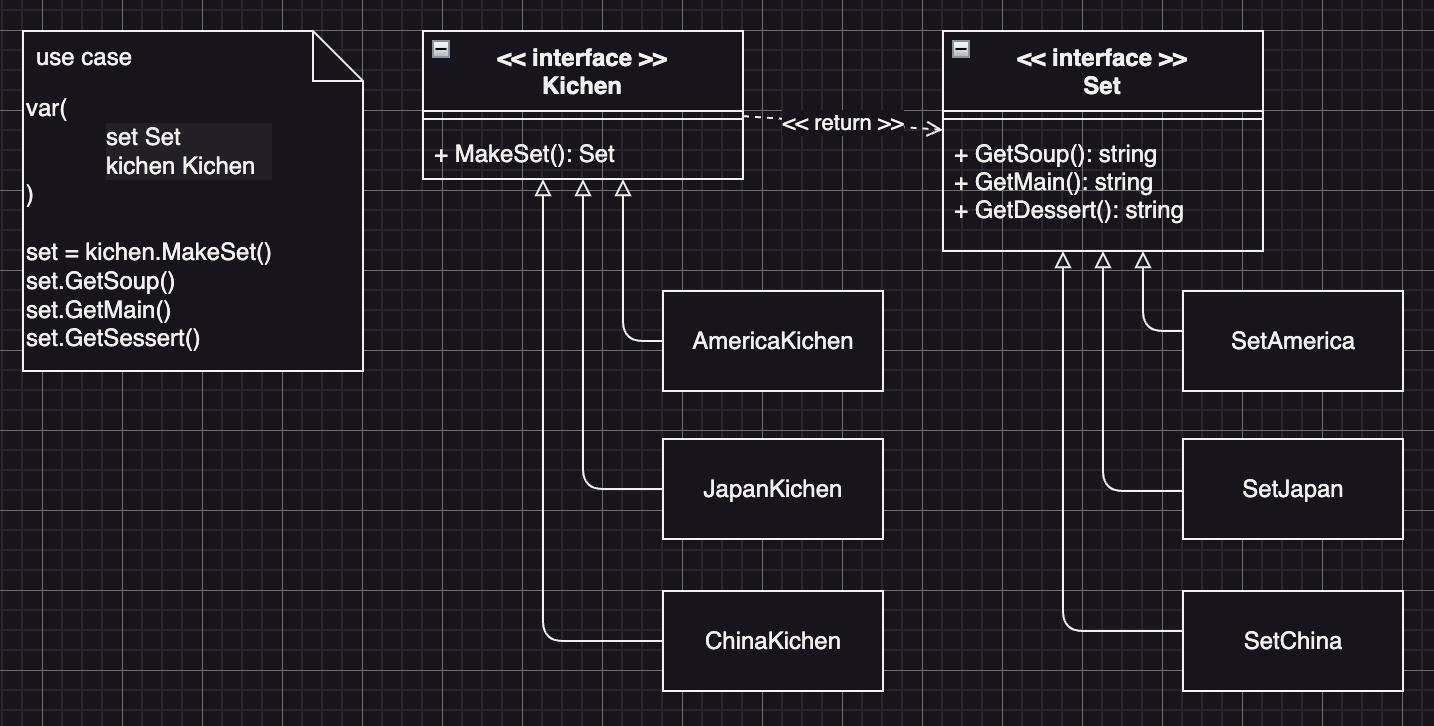 use case
var(
set Set
kichen Kichen
)
set = kichen.MakeSet()
set.GetSoup()
set.GetMain()
set.GetSessert()
<< interface >>
Kichen
+ MakeSet(): Set
<< return >>
<< interface >>
Set
+ GetSoup(): string
+ GetMain(): string
+ GetDessert(): string
AmericaKichen
JapanKichen
ChinaKichen
SetAmerica
SetJapan
SetChina